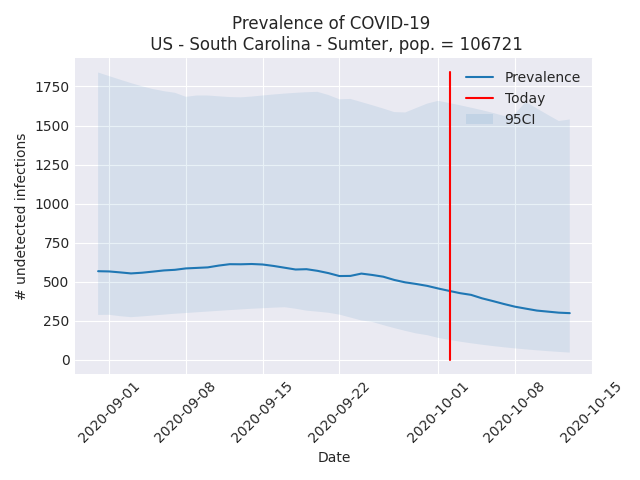 Prevalence of COVID-19
US - South Carolina - Sumter, pop. = 106721
Prevalence
Today
95CI
# undetected infections
1750
1500
1250
1000
750
500
250
0
2020-09-01
2020-09-08
2020-09-15
2020-09-22
2020-10-01
2020-10-08
2020-10-15
Date